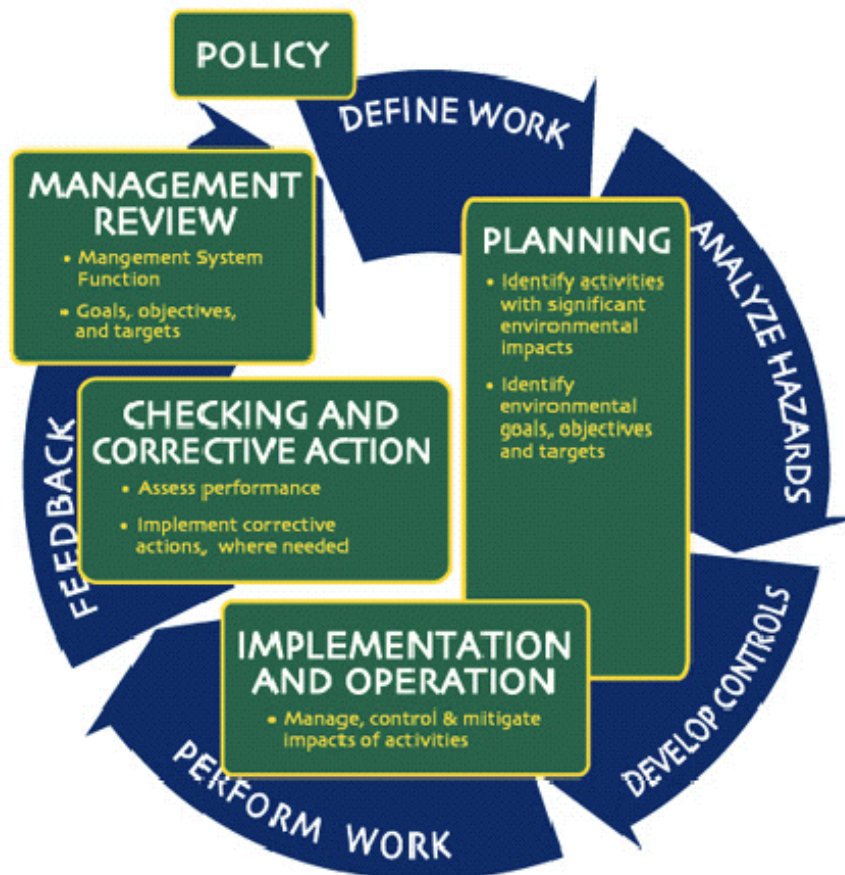 POLICY
DEFINE WORK
ANALYZE HAZARDS
DEVELOP CONTROLS
PERFORM WORK
FEEDBACK
MANAGEMENT
REVIEW
• Mangement System
Function
• Goals, objectives,
and targets
PLANNING
• Identify activities
with significant
environmental
impacts
• Identify
environmental
goals, objectives
and targets
CHECKING AND
CORRECTIVE ACTION
• Assess performance
• Implement corrective
actions, where needed
IMPLEMENTATION
AND OPERATION
• Manage, control & mitigate
impacts of activities